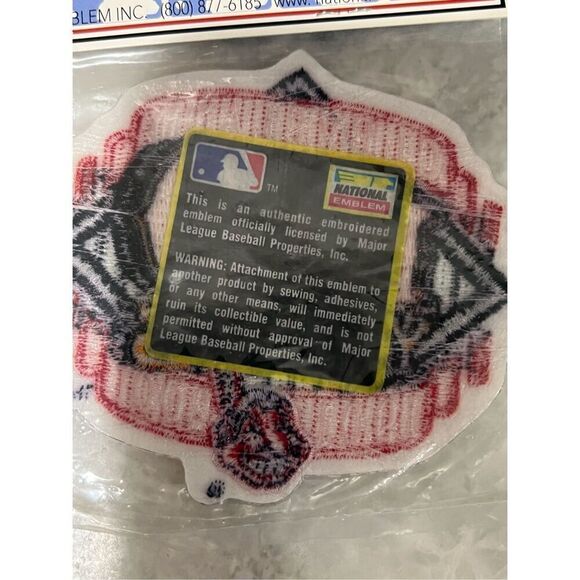 BLEM INC. (800) 877-6185 www.
TM
NATIONAL
EMBLEM
This is an authentic embroidered
emblem officially licensed by Major
League Baseball Properties, Inc.
WARNING: Attachment of this emblem to
another product by sewing, adhesives,
or any other means, will immediately
ruin its collectible value, and is not
permitted without approval of Major
League Baseball Properties, Inc.